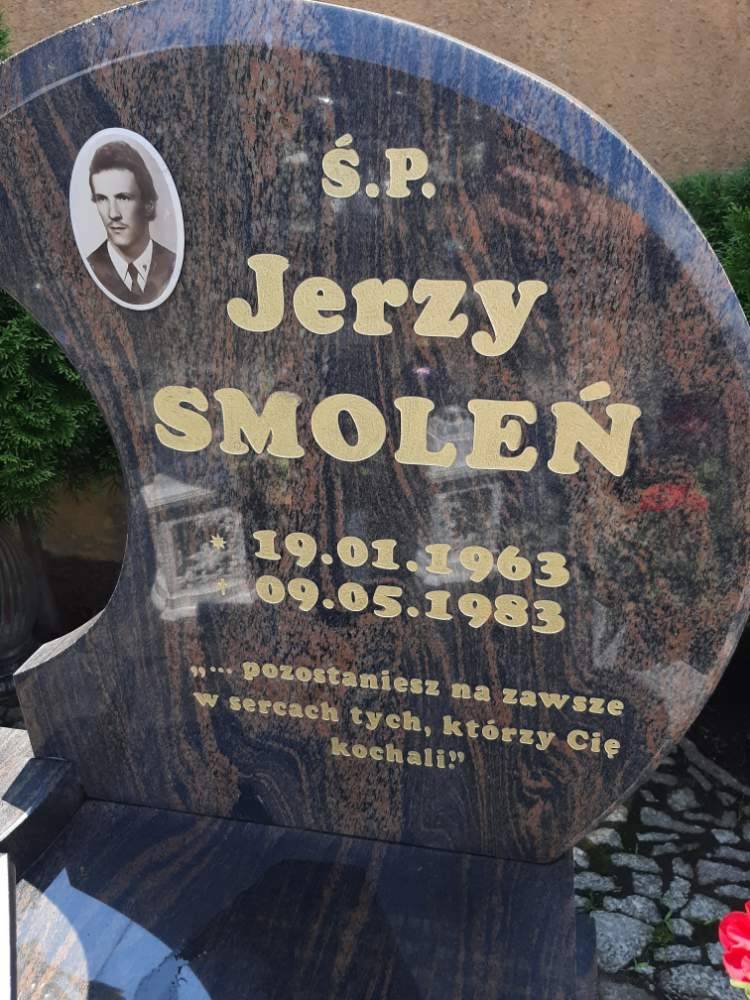 Ś.P.
Jerzy
SMOLEŃ
* 19.01.1963
† 09.05.1983
„... pozostaniesz na zawsze
w sercach tych, którzy Cię
kochali.”